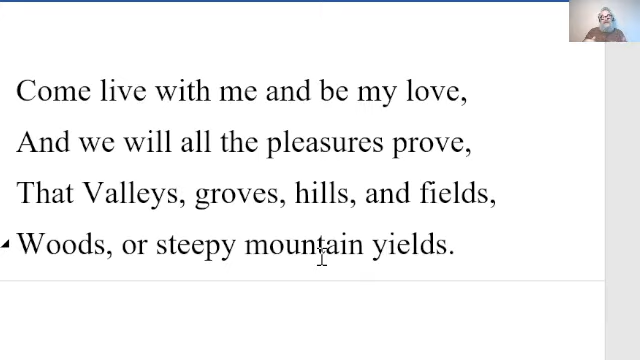 Come live with me and be my love,
And we will all the pleasures prove,
That Valleys, groves, hills, and fields,
Woods, or steepy mountain yields.